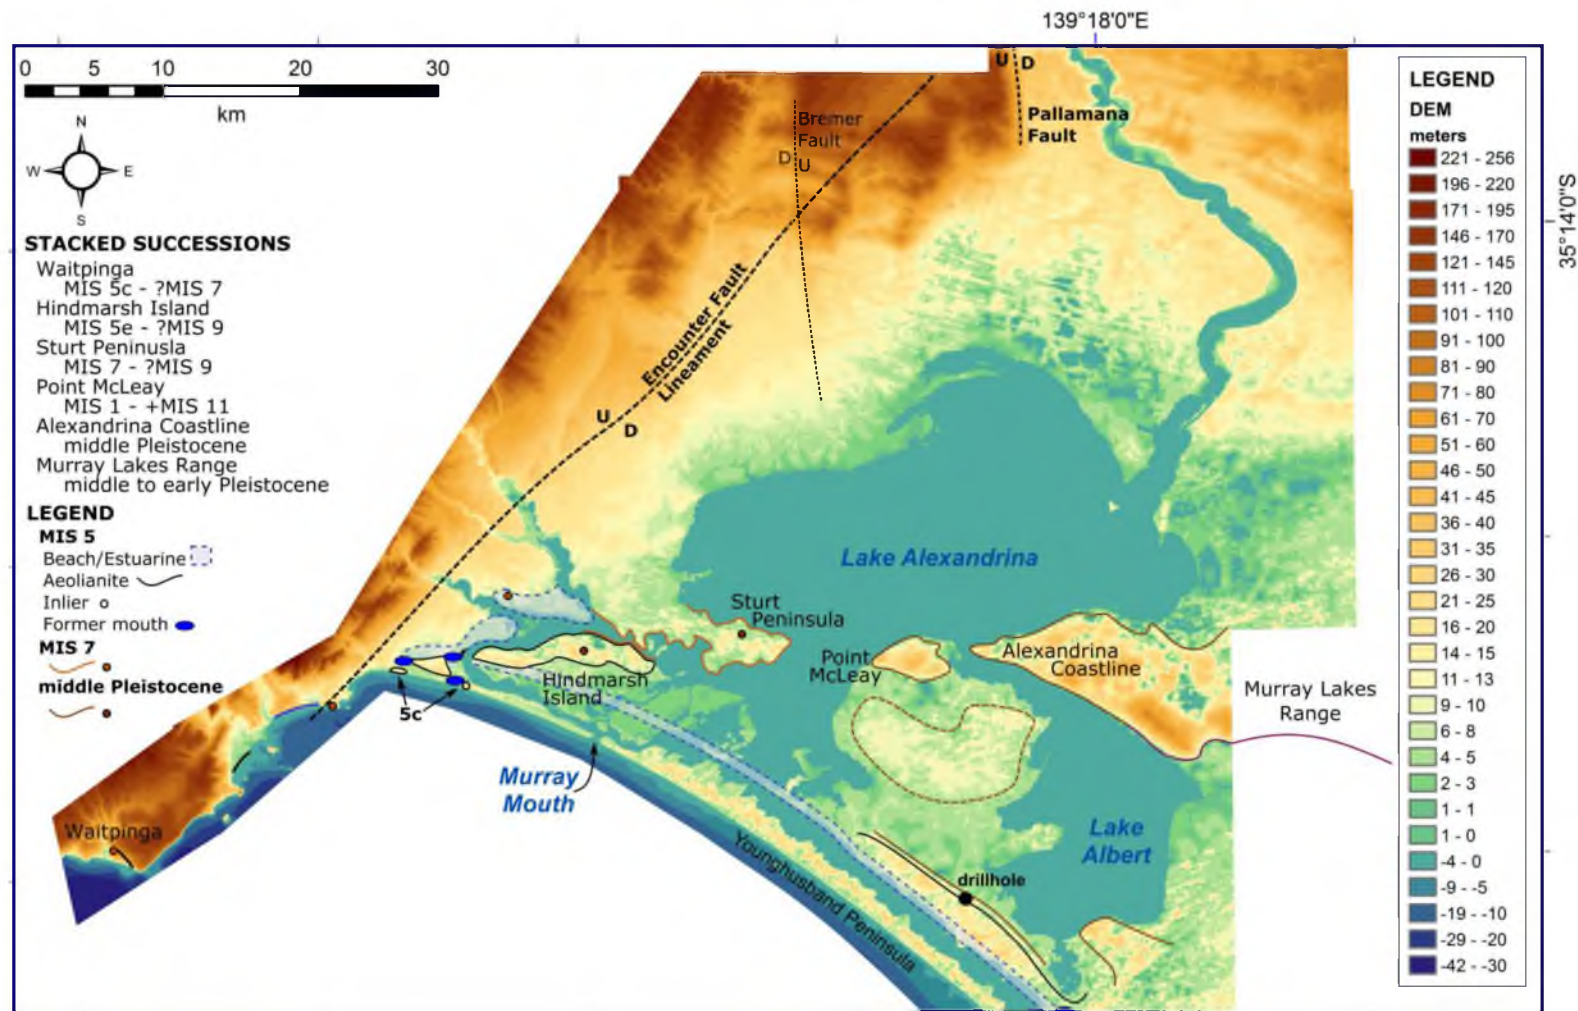 139°18'0"E
35°14'0"S
0 5 10 20 30
km
N
W E
S
STACKED SUCCESSIONS
Waitpinga
MIS 5c - ?MIS 7
Hindmarsh Island
MIS 5e - ?MIS 9
Sturt Peninusla
MIS 7 - ?MIS 9
Point McLeay
MIS 1 - +MIS 11
Alexandrina Coastline
middle Pleistocene
Murray Lakes Range
middle to early Pleistocene
LEGEND
MIS 5
Beach/Estuarine
Aeolianite
Inlier
Former mouth
MIS 7
middle Pleistocene
U D
Pallamana
Fault
Bremer
Fault
D
U
Encounter Fault
Lineament
U
D
Lake Alexandrina
Sturt
Peninsula
Point
McLeay
Alexandrina
Coastline
Murray Lakes
Range
Hindmarsh
Island
5c
Murray
Mouth
Waitpinga
Younghusband Peninsula
drillhole
Lake
Albert
LEGEND
DEM
meters
221 - 256
196 - 220
171 - 195
146 - 170
121 - 145
111 - 120
101 - 110
91 - 100
81 - 90
71 - 80
61 - 70
51 - 60
46 - 50
41 - 45
36 - 40
31 - 35
26 - 30
21 - 25
16 - 20
14 - 15
11 - 13
9 - 10
6 - 8
4 - 5
2 - 3
1 - 1
1 - 0
-4 - 0
-9 - -5
-19 - -10
-29 - -20
-42 - -30